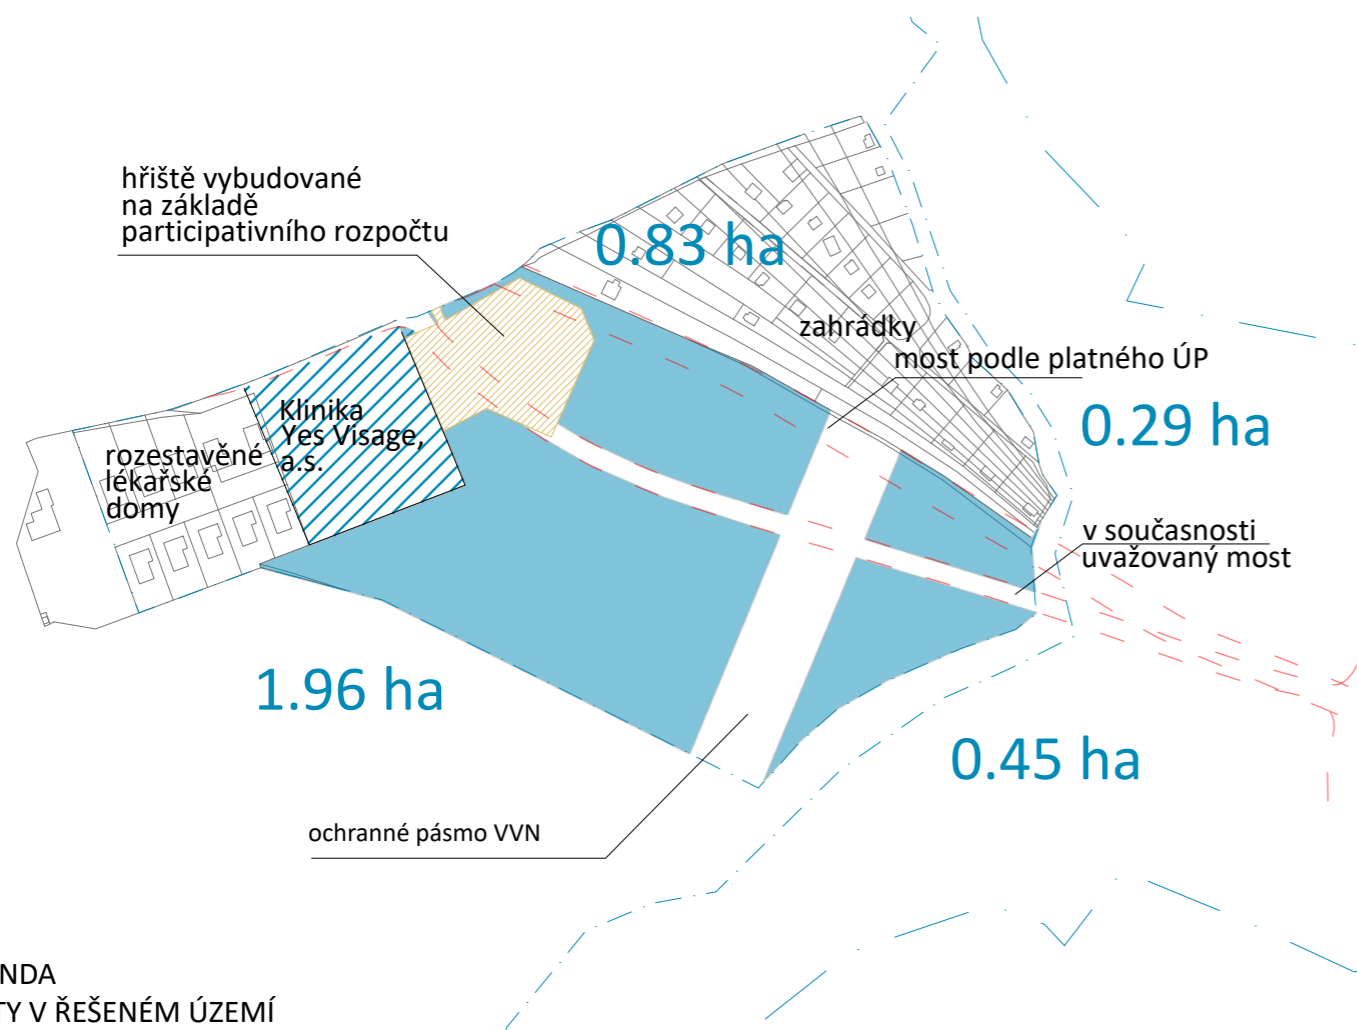 hřiště vybudované
na základě
participativního rozpočtu
0.83 ha
zahrádky
most podle platného ÚP
0.29 ha
Klinika
Yes Visage,
a.s.
rozestavěné
lékařské
domy
v současnosti
uvažovaný most
1.96 ha
0.45 ha
ochranné pásmo VVN
NDA
TY V ŘEŠENÉM ÚZEMÍ